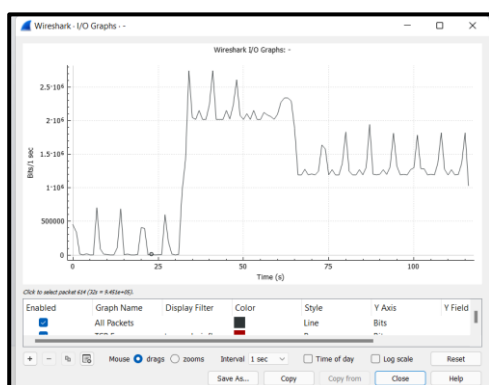 Wireshark · I/O Graphs: - -
Wireshark I/O Graphs: -
Bits/1 sec
2.5·10⁶
2·10⁶
1.5·10⁶
1·10⁶
500000
0
0 25 50 75 100
Time (s)
Click to select packet 614 (32s = 9.451e+05).
Enabled Graph Name Display Filter Color Style Y Axis Y Field
All Packets Line Bits
+ - Mouse drags zooms Interval 1 sec Time of day Log scale Reset
Save As... Copy Copy from Close Help